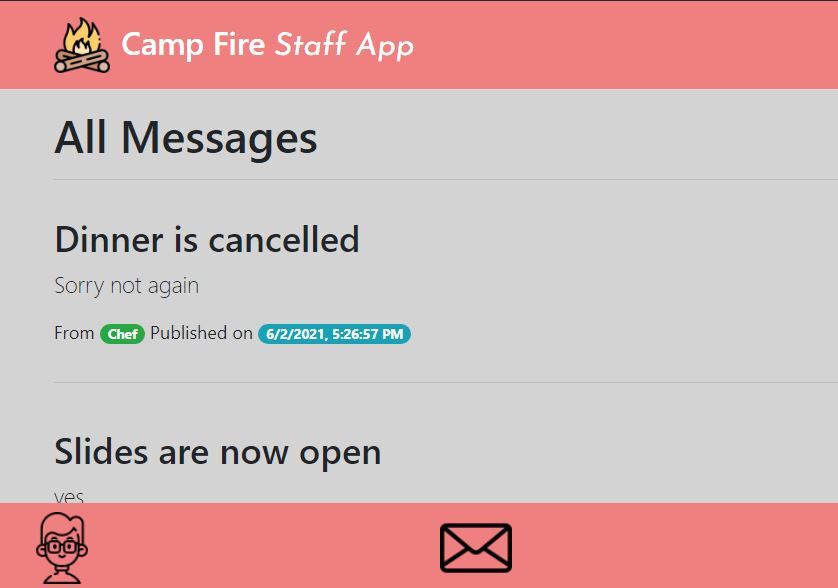 Camp Fire Staff App
All Messages
Dinner is cancelled
Sorry not again
From Chef Published on 6/2/2021, 5:26:57 PM
Slides are now open
yes